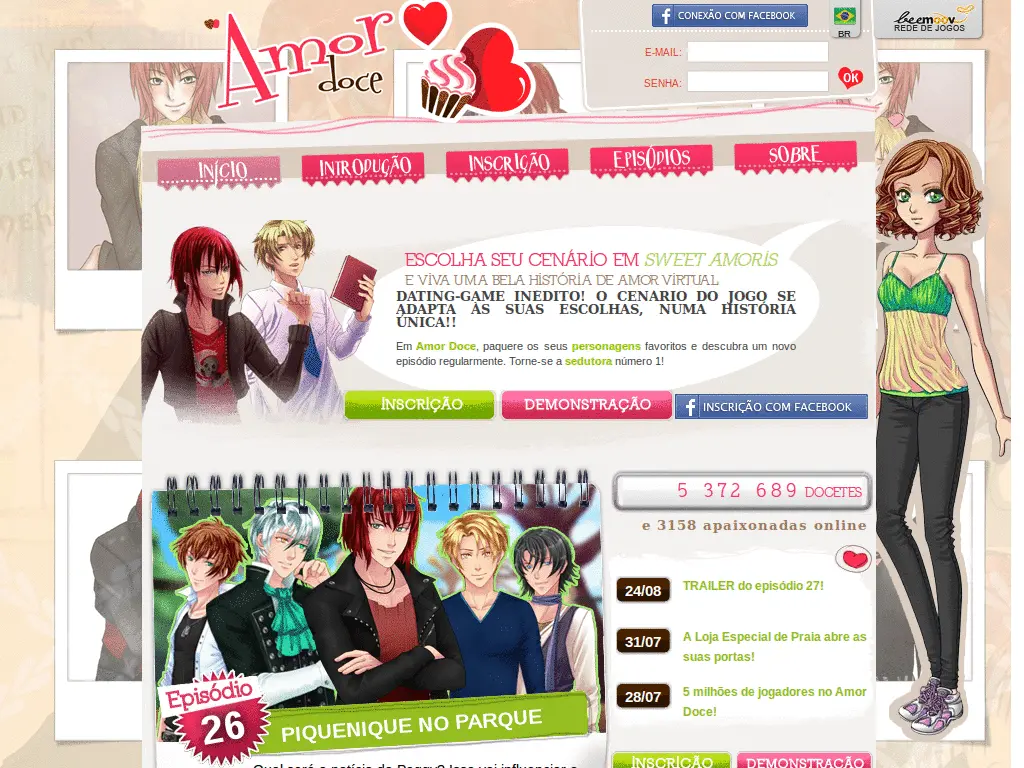 Amor
doce
CONEXÃO COM FACEBOOK
BR
beemoov
REDE DE JOGOS
E-MAIL:
SENHA:
OK
INÍCIO
INTRODUÇÃO
INSCRIÇÃO
EPISÓDIOS
SOBRE
ESCOLHA SEU CENÁRIO EM SWEET AMORIS
E VIVA UMA BELA HISTÓRIA DE AMOR VIRTUAL
DATING-GAME INEDITO! O CENARIO DO JOGO SE
ADAPTA ÀS SUAS ESCOLHAS, NUMA HISTÓRIA
ÚNICA!!
Em Amor Doce, paquere os seus personagens favoritos e descubra um novo
episódio regularmente. Torne-se a sedutora número 1!
INSCRIÇÃO
DEMONSTRAÇÃO
INSCRIÇÃO COM FACEBOOK
5 372 689 DOCETES
e 3158 apaixonadas online
24/08
TRAILER do episódio 27!
31/07
A Loja Especial de Praia abre as
suas portas!
28/07
5 milhões de jogadores no Amor
Doce!
Episódio
26
PIQUENIQUE NO PARQUE
INSCRIÇÃO
DEMONSTRAÇÃO